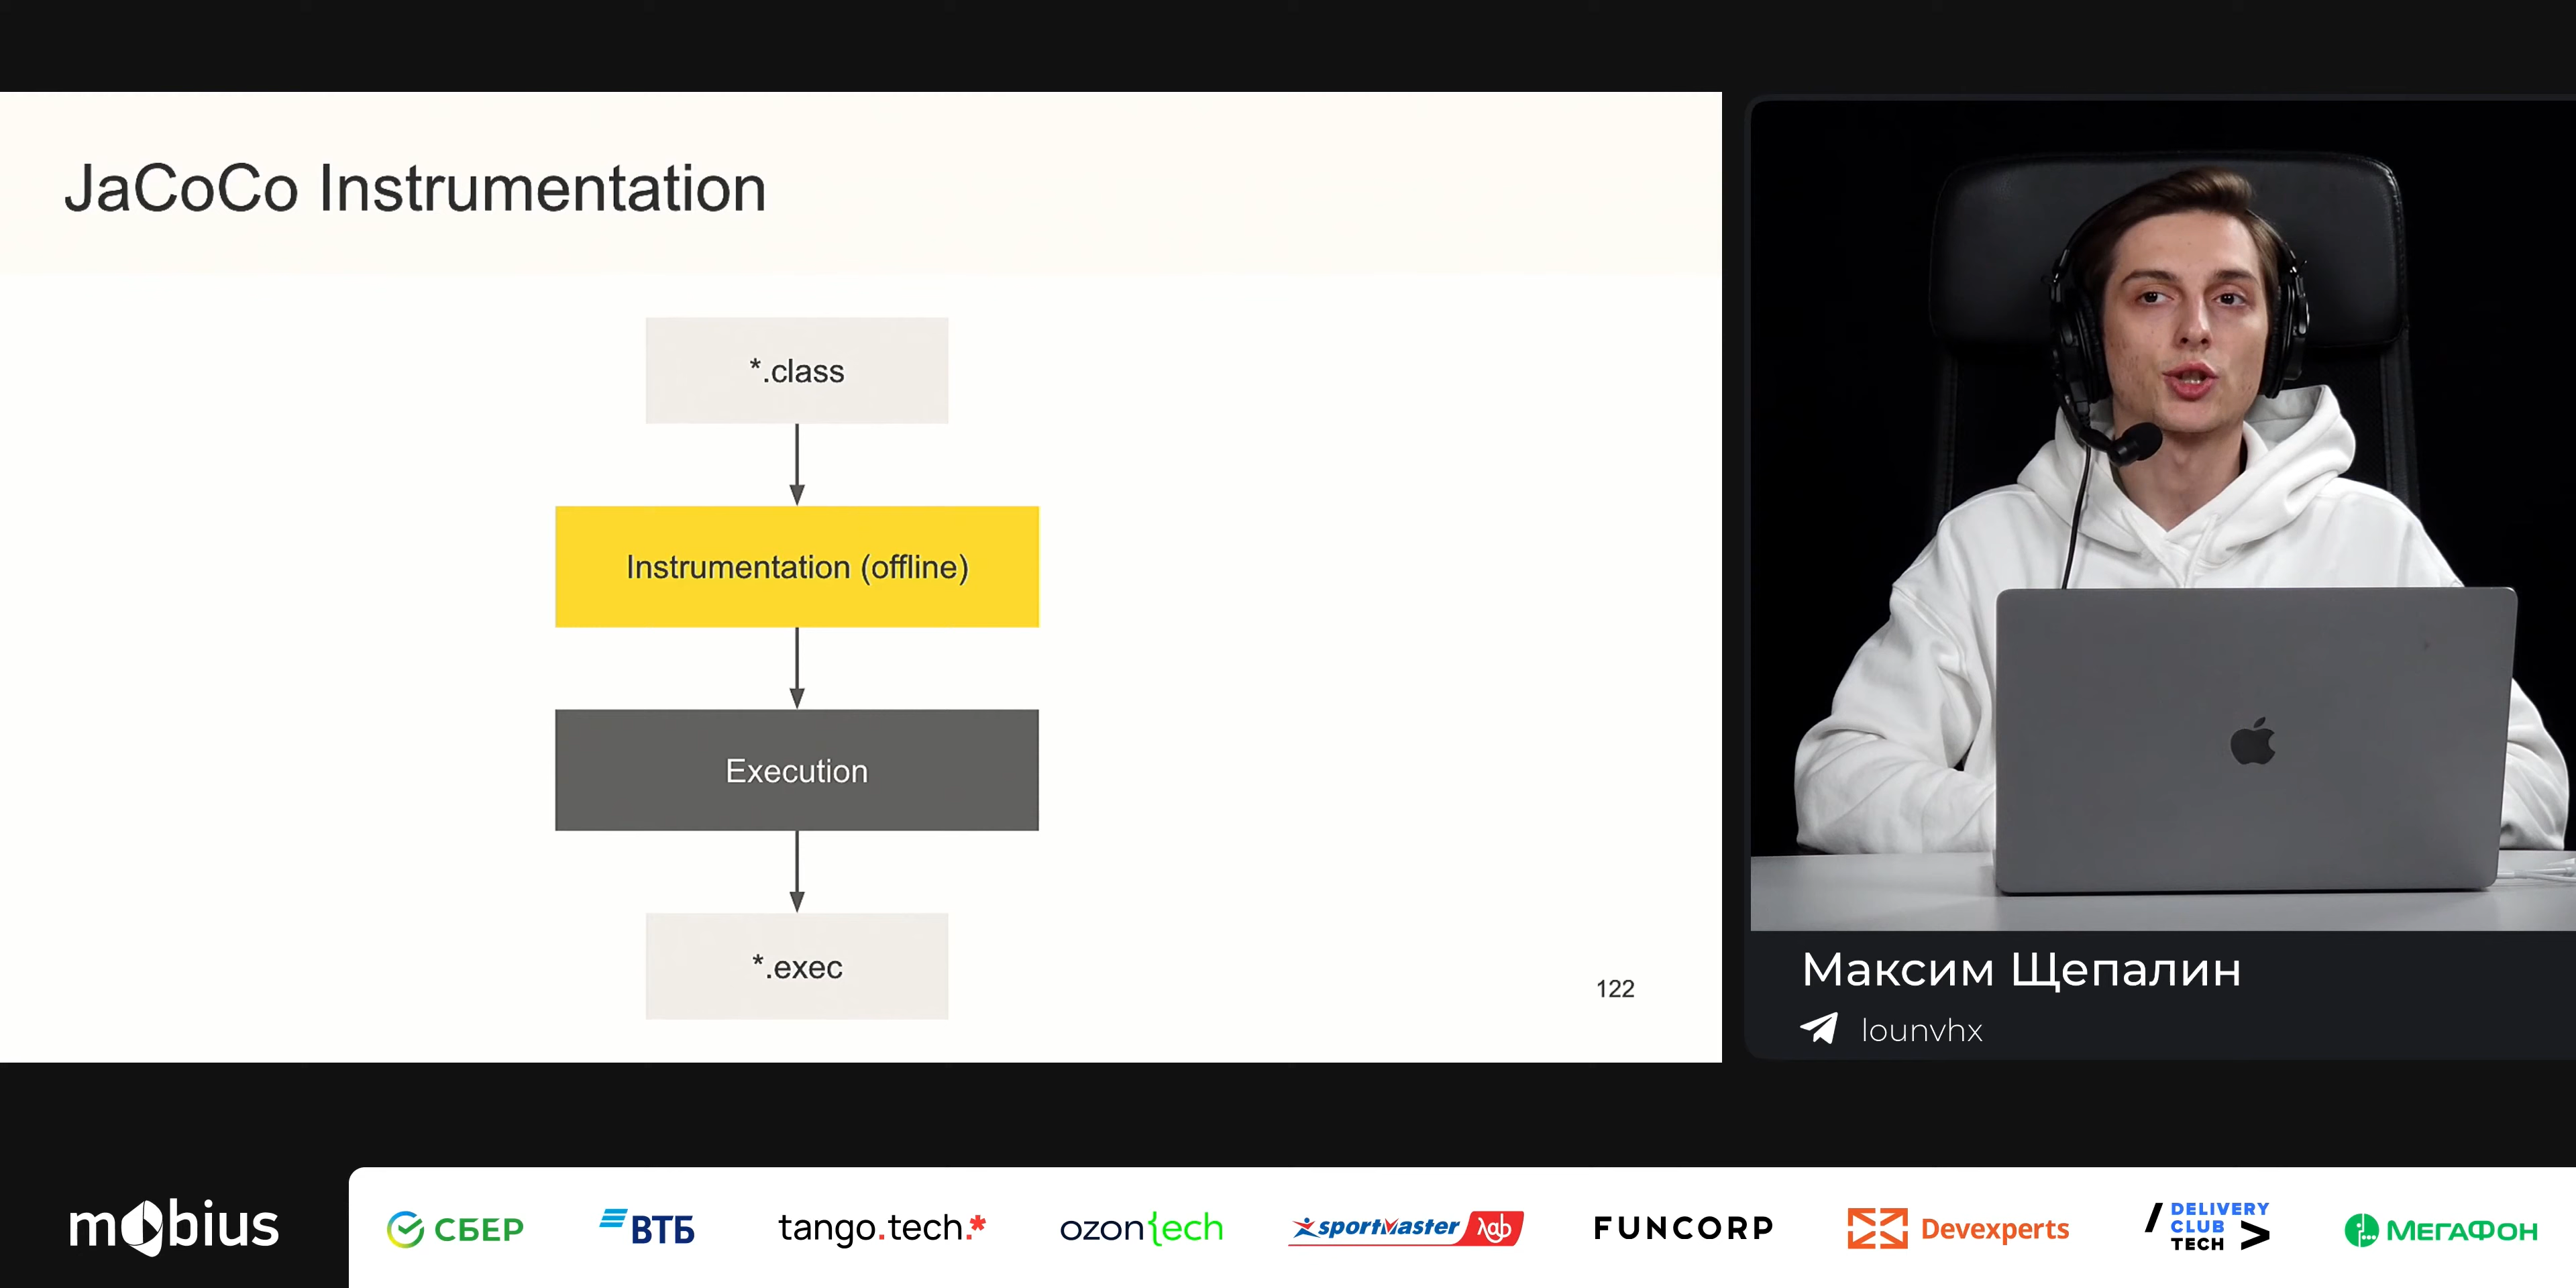 JaCoCo Instrumentation
*.class
Instrumentation (offline)
Execution
*.exec
122
Максим Щепалин
lounvhx
mobius
СБЕР
ВТБ
tango.tech.*
ozon{ech
sportmaster lab
FUNCORP
Devexperts
/ DELIVERY
CLUB
TECH >
МЕГАФОН